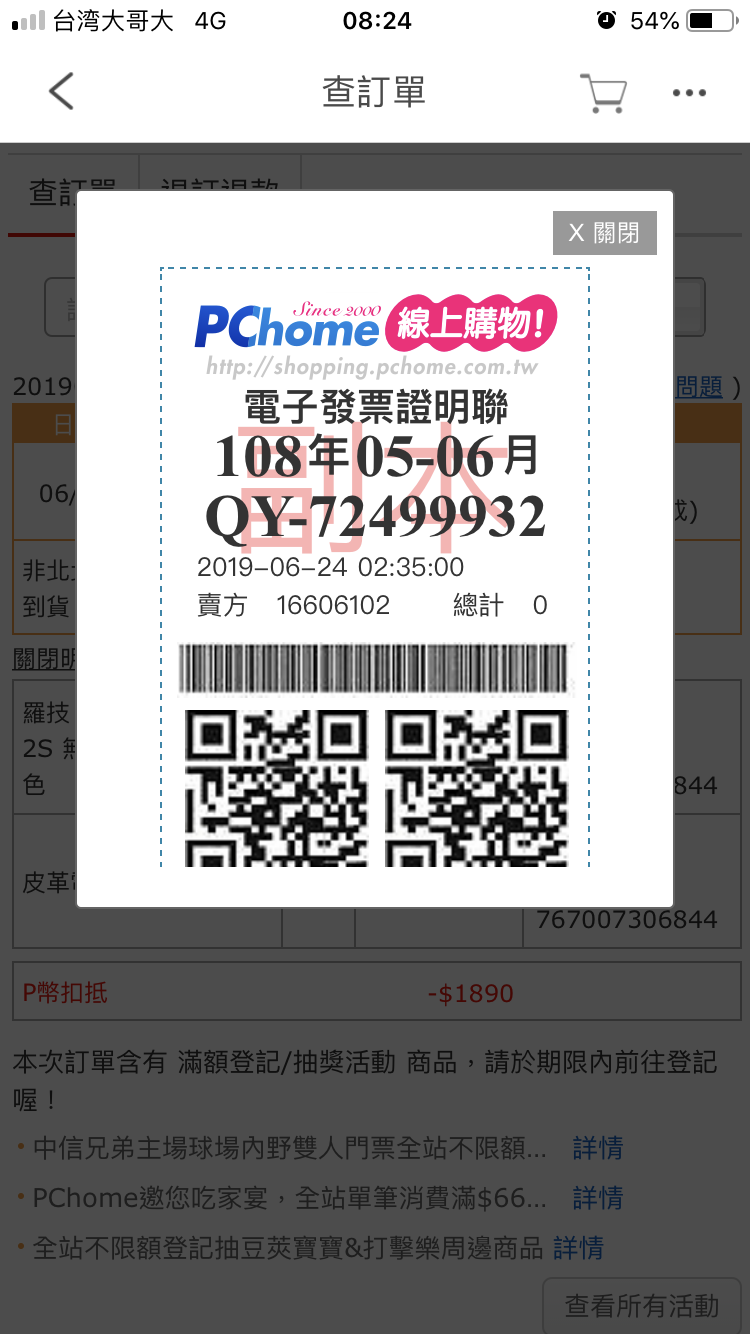 台湾大哥大 4G 08:24 54%
查訂單
查訂單 退訂退款
X 關閉
Since 2000
PChome 線上購物!
http://shopping.pchome.com.tw
2019
問題 )
電子發票證明聯
副本
日
108年05-06月
06/
QY-72499932
2019-06-24 02:35:00
非北
到貨
賣方 16606102 總計 0
關閉明
羅技
2S 無
色
844
皮革
767007306844
P幣扣抵 -$1890
本次訂單含有 滿額登記/抽獎活動 商品，請於期限內前往登記
喔！
•中信兄弟主場球場內野雙人門票全站不限額... 詳情
•PChome邀您吃家宴，全站單筆消費滿$66... 詳情
•全站不限額登記抽豆莢寶寶&打擊樂周邊商品 詳情
查看所有活動